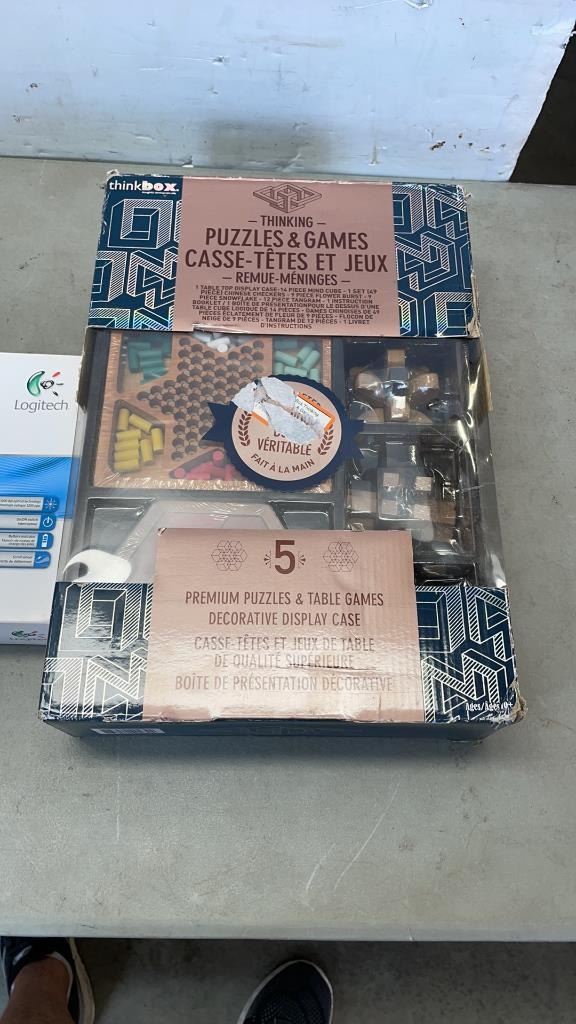 thinkbox
THINKING
PUZZLES & GAMES
CASSE-TÊTES ET JEUX
REMUE-MÉNINGES
1 TABLE TOP DISPLAY CASE · 14 PIECE MIND CUBE · 1 SET (49
PIECE) CHINESE CHECKERS · 9 PIECE FLOWER BURST · 9
PIECE SNOWFLAKE · 12 PIECE TANGRAM · 1 INSTRUCTION
BOOKLET / 1 BOÎTE DE PRÉSENTATION POUR LE DESSUS D'UNE
TABLE CUBE DE 14 PIÈCES · DAMES CHINOISES DE 49
PIÈCES ÉCLATEMENT DE FLEUR DE 9 PIÈCES · FLOCON DE
NEIGE DE 9 PIÈCES · TANGRAM DE 12 PIÈCES · 1 LIVRET
D'INSTRUCTIONS
VÉRITABLE
FAIT À LA MAIN
Logitech
5
PREMIUM PUZZLES & TABLE GAMES
DECORATIVE DISPLAY CASE
CASSE-TÊTES ET JEUX DE TABLE
DE QUALITÉ SUPÉRIEURE
BOÎTE DE PRÉSENTATION DÉCORATIVE
Ages/Âges 9+